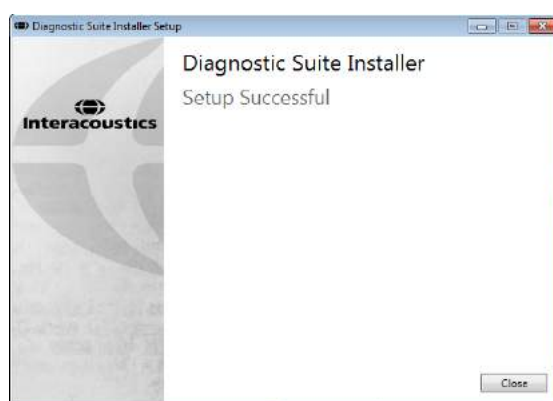 Diagnostic Suite Installer Setup
Diagnostic Suite Installer
Setup Successful
Interacoustics
Close